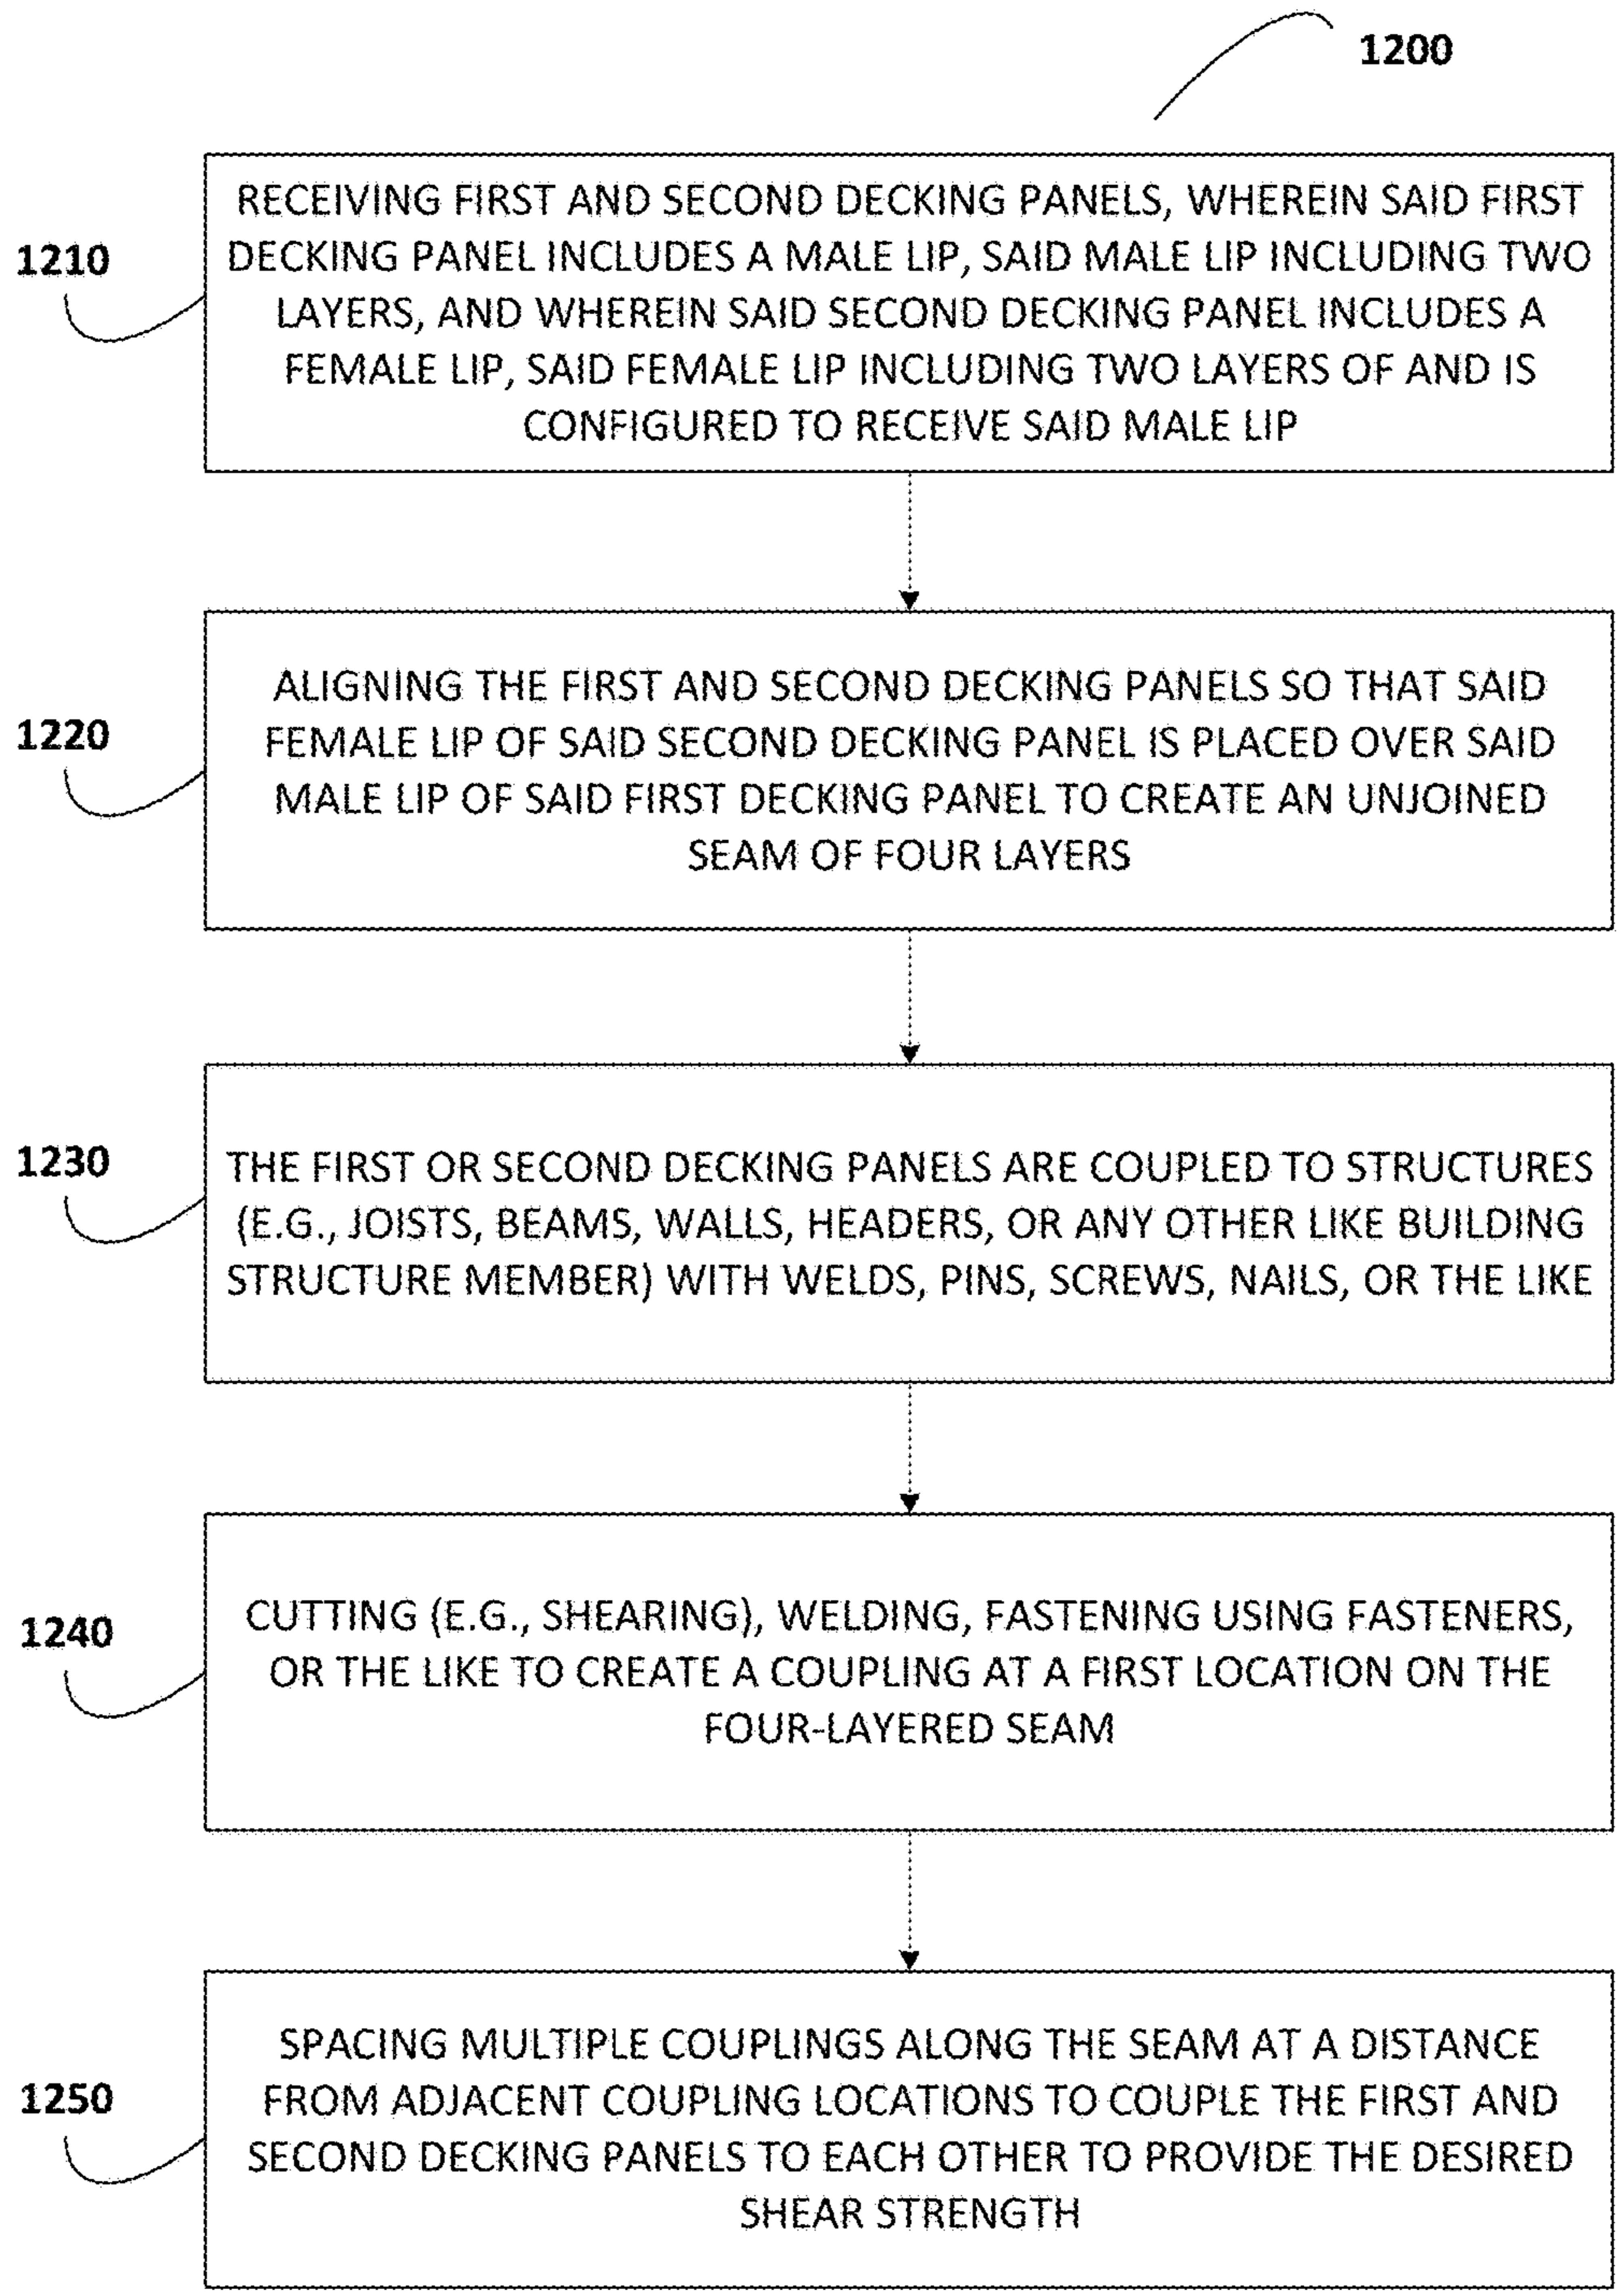 1200
1210
RECEIVING FIRST AND SECOND DECKING PANELS, WHEREIN SAID FIRST
DECKING PANEL INCLUDES A MALE LIP, SAID MALE LIP INCLUDING TWO
LAYERS, AND WHEREIN SAID SECOND DECKING PANEL INCLUDES A
FEMALE LIP, SAID FEMALE LIP INCLUDING TWO LAYERS OF AND IS
CONFIGURED TO RECEIVE SAID MALE LIP
1220
ALIGNING THE FIRST AND SECOND DECKING PANELS SO THAT SAID
FEMALE LIP OF SAID SECOND DECKING PANEL IS PLACED OVER SAID
MALE LIP OF SAID FIRST DECKING PANEL TO CREATE AN UNJOINED
SEAM OF FOUR LAYERS
1230
THE FIRST OR SECOND DECKING PANELS ARE COUPLED TO STRUCTURES
(E.G., JOISTS, BEAMS, WALLS, HEADERS, OR ANY OTHER LIKE BUILDING
STRUCTURE MEMBER) WITH WELDS, PINS, SCREWS, NAILS, OR THE LIKE
1240
CUTTING (E.G., SHEARING), WELDING, FASTENING USING FASTENERS,
OR THE LIKE TO CREATE A COUPLING AT A FIRST LOCATION ON THE
FOUR-LAYERED SEAM
1250
SPACING MULTIPLE COUPLINGS ALONG THE SEAM AT A DISTANCE
FROM ADJACENT COUPLING LOCATIONS TO COUPLE THE FIRST AND
SECOND DECKING PANELS TO EACH OTHER TO PROVIDE THE DESIRED
SHEAR STRENGTH